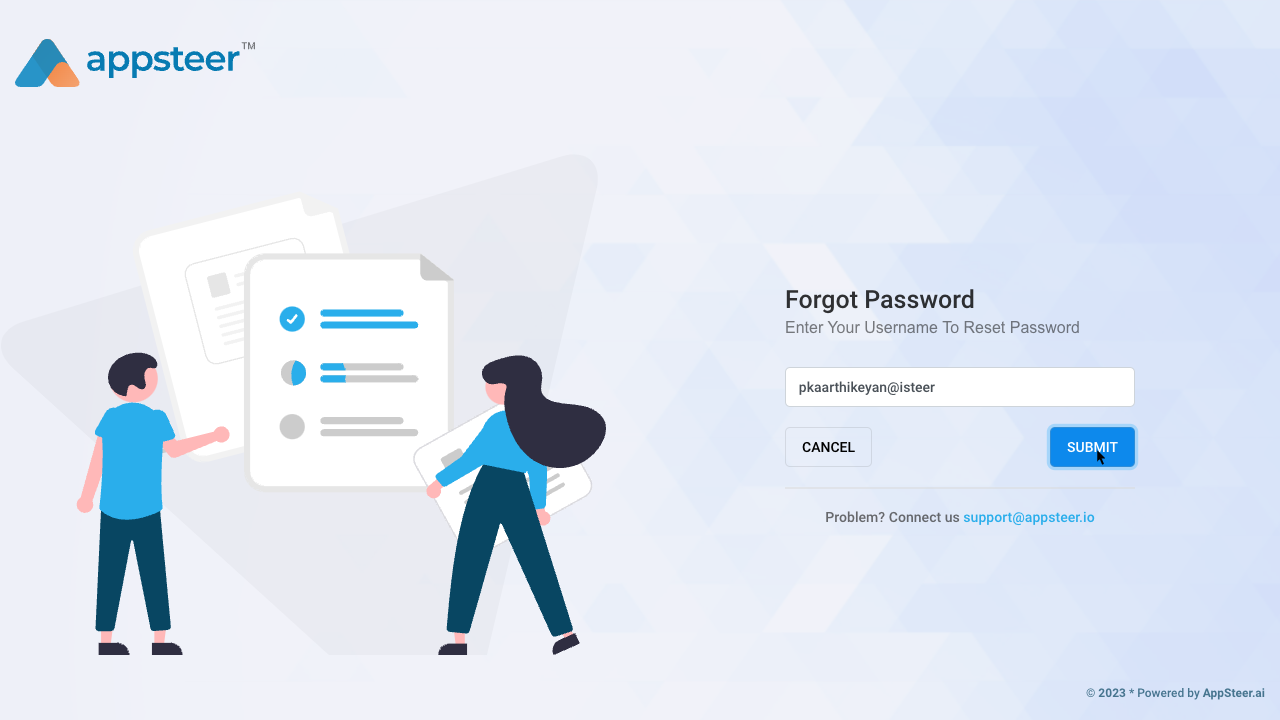 appsteer™
Forgot Password
Enter Your Username To Reset Password
pkaarthikeyan@isteer
CANCEL SUBMIT
Problem? Connect us support@appsteer.io
© 2023 * Powered by AppSteer.ai